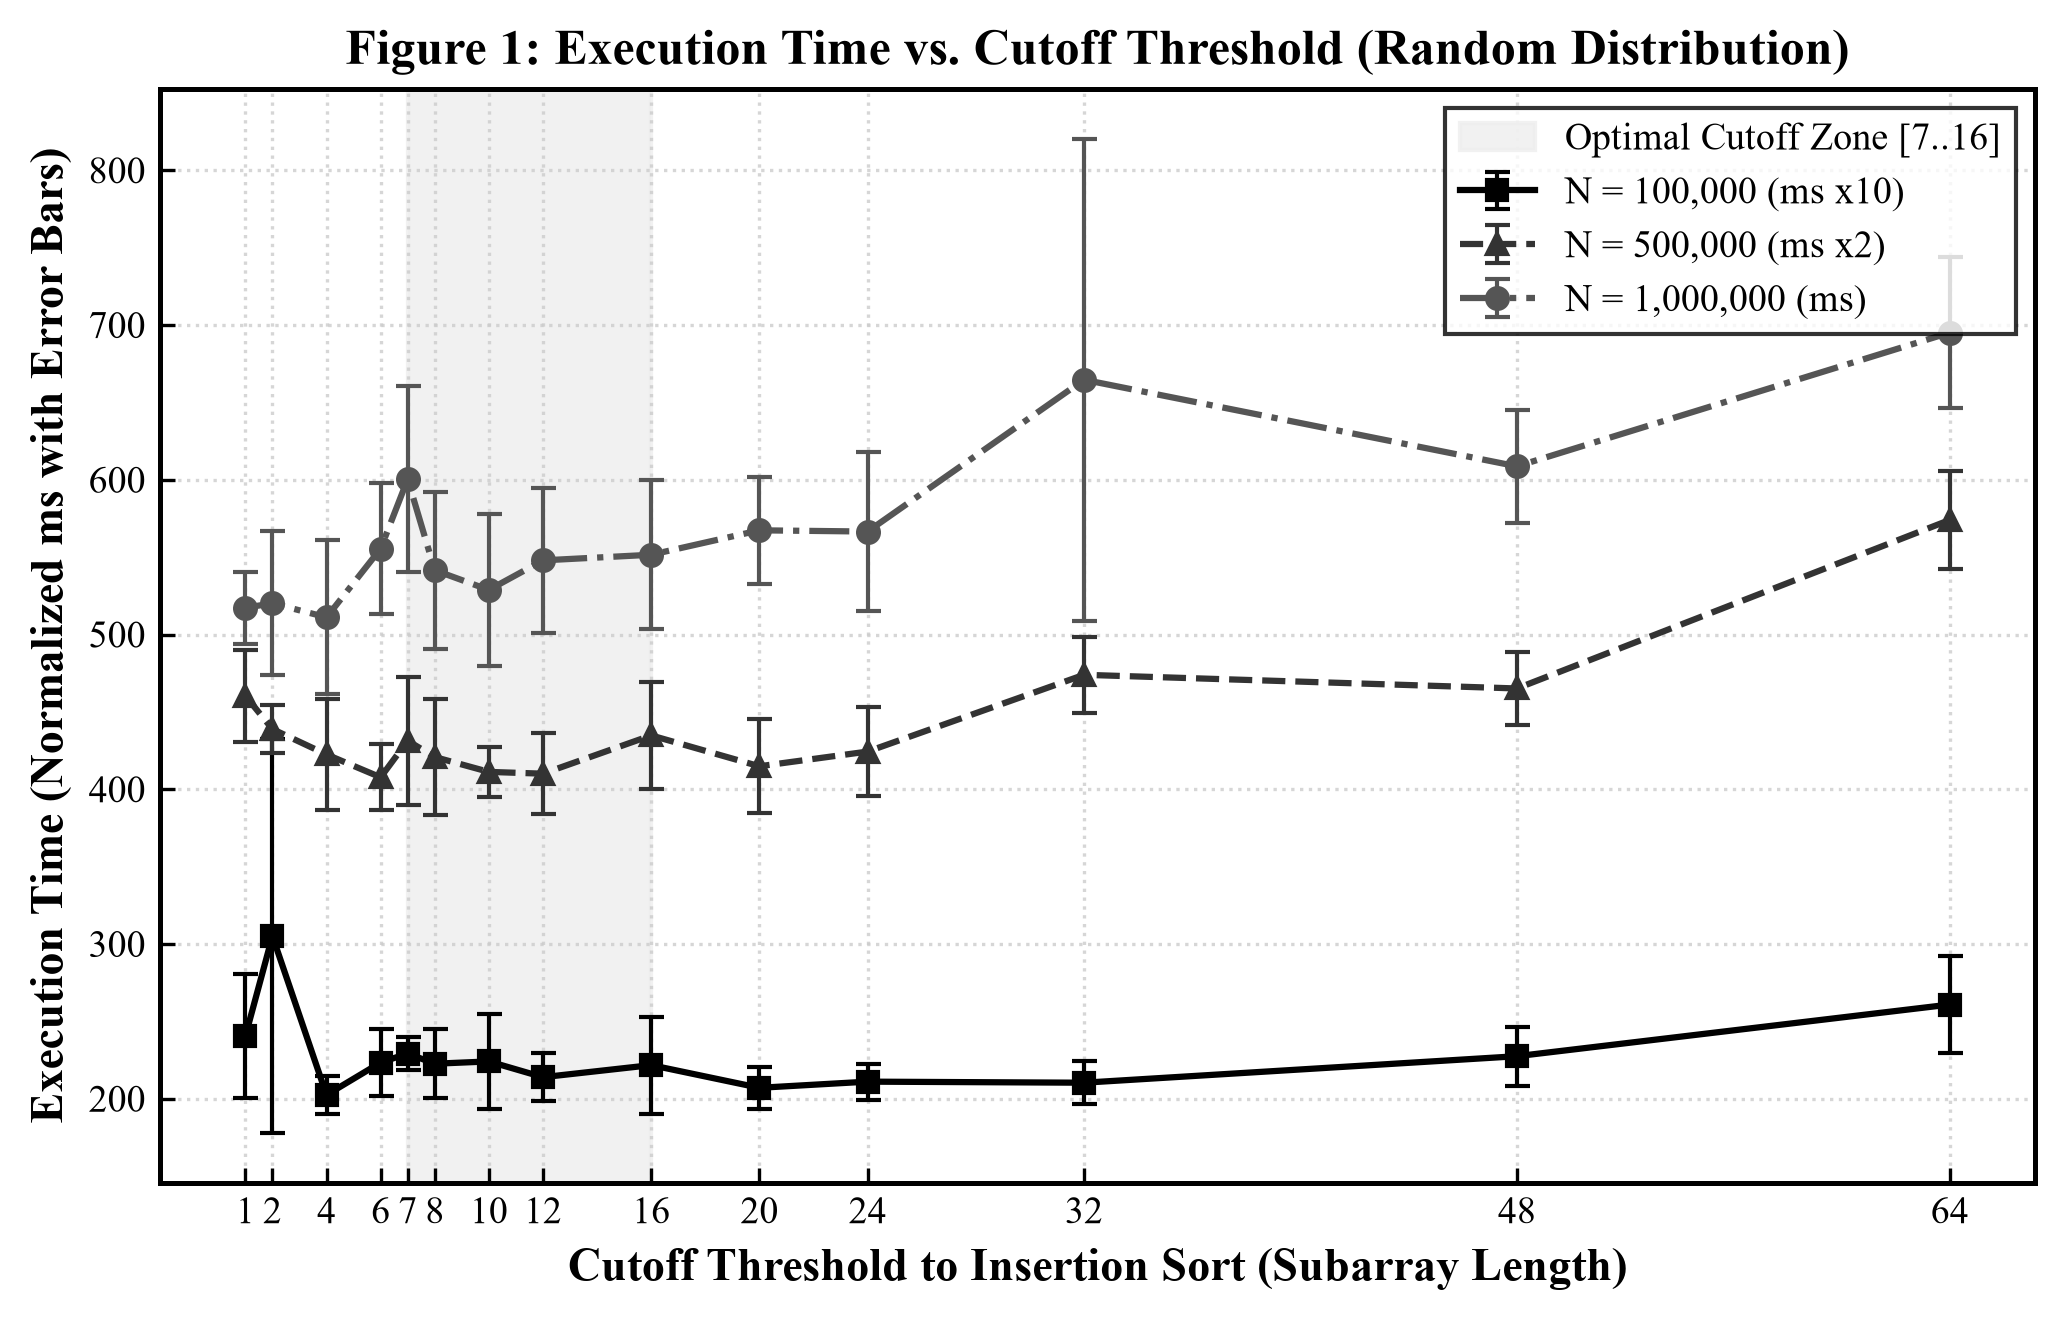 Figure 1: Execution Time vs. Cutoff Threshold (Random Distribution)
Execution Time (Normalized ms with Error Bars)
800
700
600
500
400
300
200
Optimal Cutoff Zone [7..16]
N = 100,000 (ms x10)
N = 500,000 (ms x2)
N = 1,000,000 (ms)
1 2 4 6 7 8 10 12 16 20 24 32 48 64
Cutoff Threshold to Insertion Sort (Subarray Length)